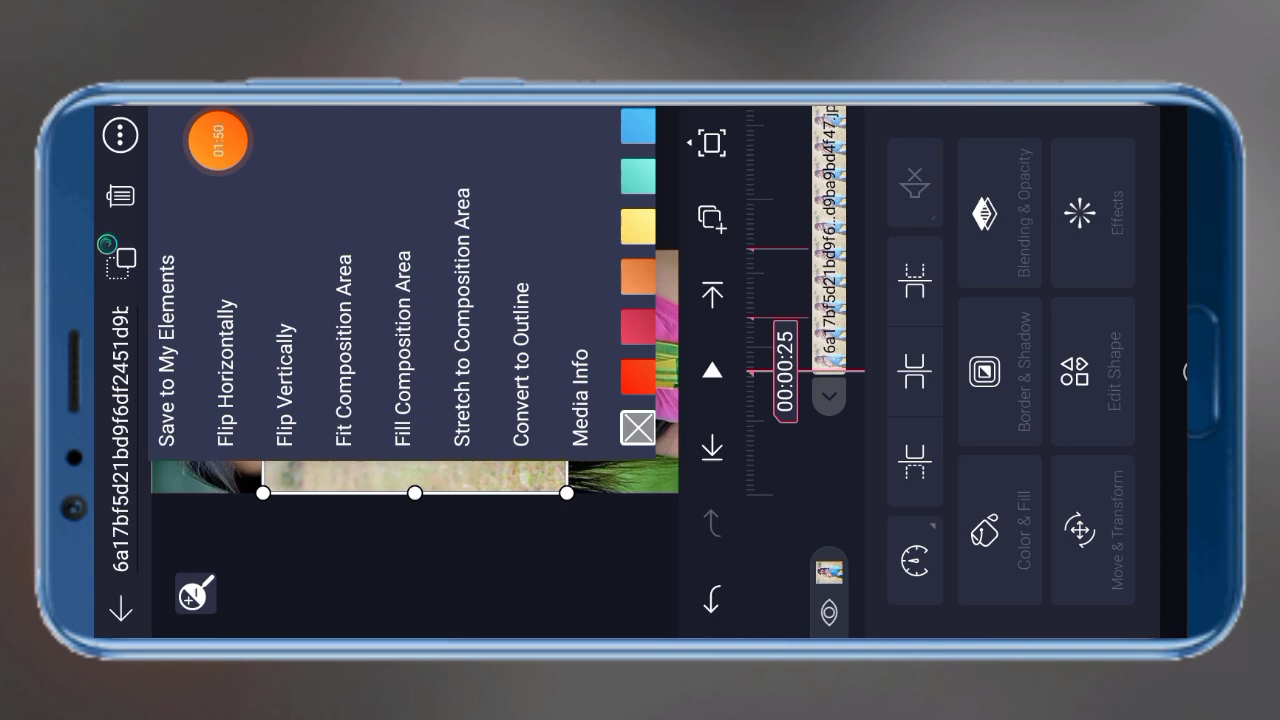 6a17bf5d21bd9f6df2451d9t
01:50
Save to My Elements
Flip Horizontally
Flip Vertically
Fit Composition Area
Fill Composition Area
Stretch to Composition Area
Convert to Outline
Media Info
00:00:25
6a17bf5d21bd9f6..d9ba9bd4f47.jp
Color & Fill
Border & Shadow
Blending & Opacity
Move & Transform
Edit Shape
Effects